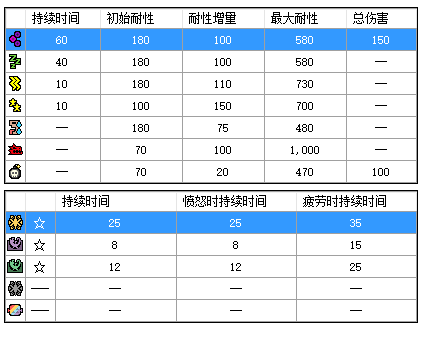 持续时间 初始耐性 耐性增量 最大耐性 总伤害
60 180 100 580 150
40 180 100 580 —
10 180 110 730 —
10 100 150 700 —
— 180 75 480 —
— 70 100 1,000 —
— 70 20 470 100
持续时间 愤怒时持续时间 疲劳时持续时间
☆ 25 25 35
☆ 8 8 15
☆ 12 12 25
— — — —
— — — —